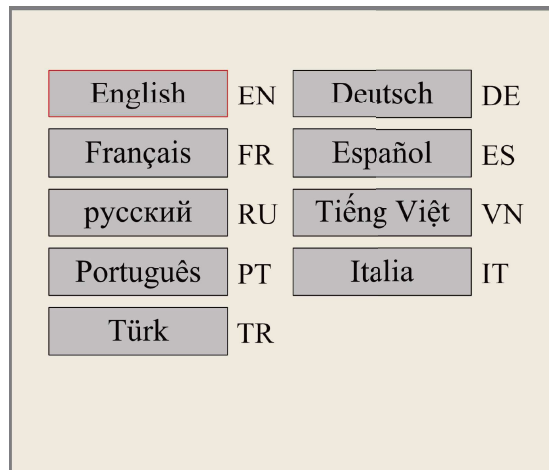 English EN Deutsch DE
Français FR Español ES
русский RU Tiếng Việt VN
Português PT Italia IT
Türk TR